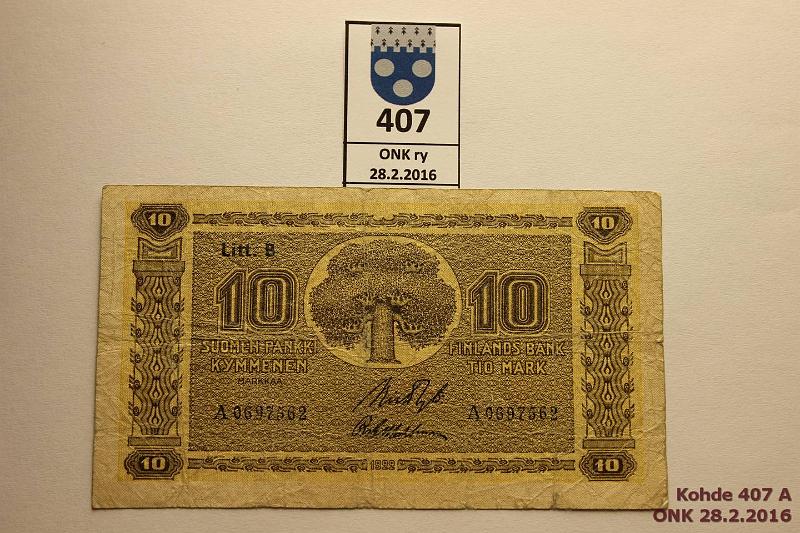 407
ONK ry
28.2.2016
10 10
Litt. B
10 10
SUOMEN PANKKI FINLANDS BANK
KYMMENEN TIO MARK
MARKKAA
A 0697562 A 0697562
10 1922 10
Kohde 407 A
ONK 28.2.2016